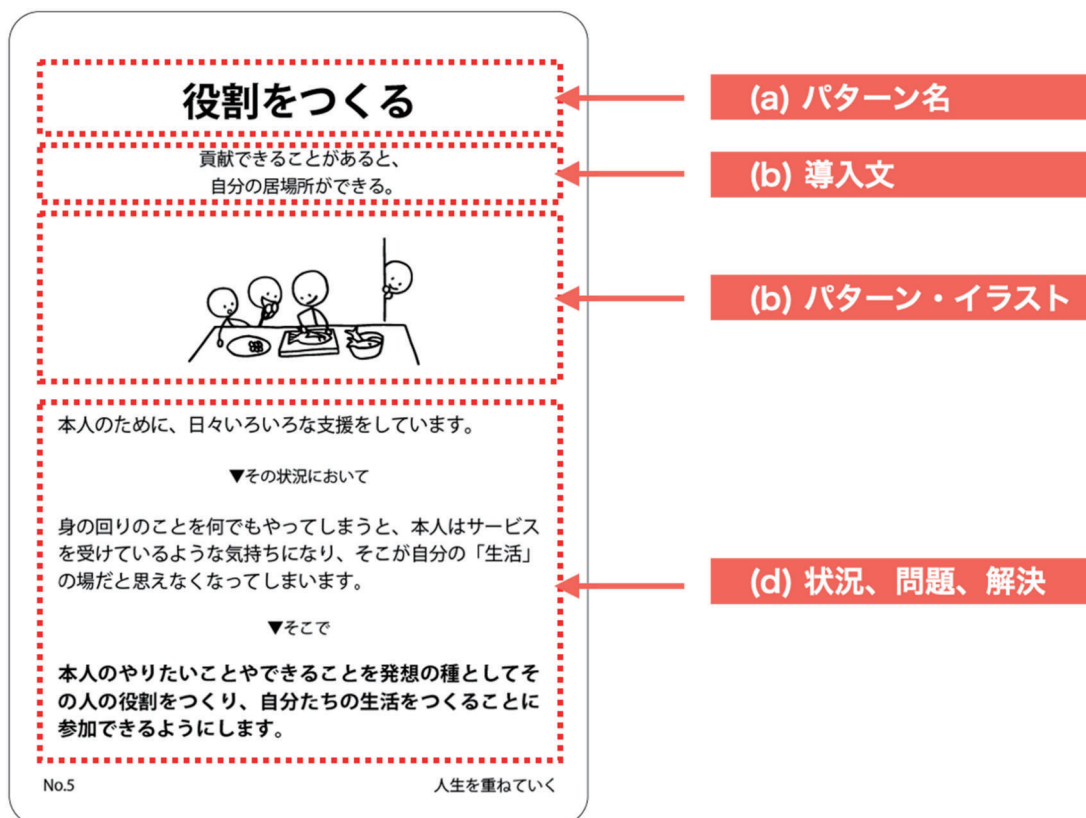 役割をつくる
(a) パターン名
貢献できることがあると、
自分の居場所ができる。
(b) 導入文
(b) パターン・イラスト
本人のために、日々いろいろな支援をしています。
▼その状況において
身の回りのことを何でもやってしまうと、本人はサービス
を受けているような気持ちになり、そこが自分の「生活」
の場だと思えなくなってしまいます。
(d) 状況、問題、解決
▼そこで
本人のやりたいことやできることを発想の種としてそ
の人の役割をつくり、自分たちの生活をつくることに
参加できるようにします。
No.5
人生を重ねていく